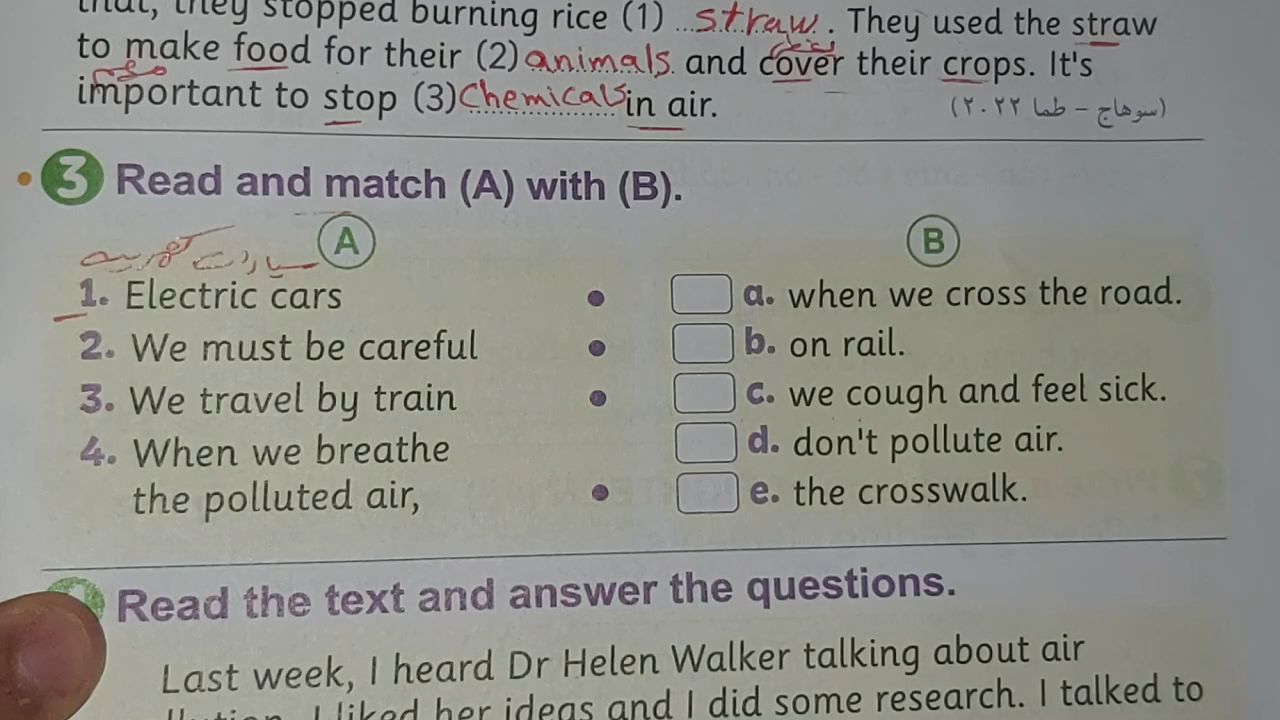 that, they stopped burning rice (1) straw. They used the straw
to make food for their (2) animals and cover their crops. It's
important to stop (3) Chemicals in air.
(سوهاج – طما ٢٠٢٢)
3 Read and match (A) with (B).
A
B
سيارات كهربية
1. Electric cars
a. when we cross the road.
2. We must be careful
b. on rail.
3. We travel by train
c. we cough and feel sick.
4. When we breathe
d. don't pollute air.
the polluted air,
e. the crosswalk.
Read the text and answer the questions.
Last week, I heard Dr Helen Walker talking about air
I liked her ideas and I did some research. I talked to